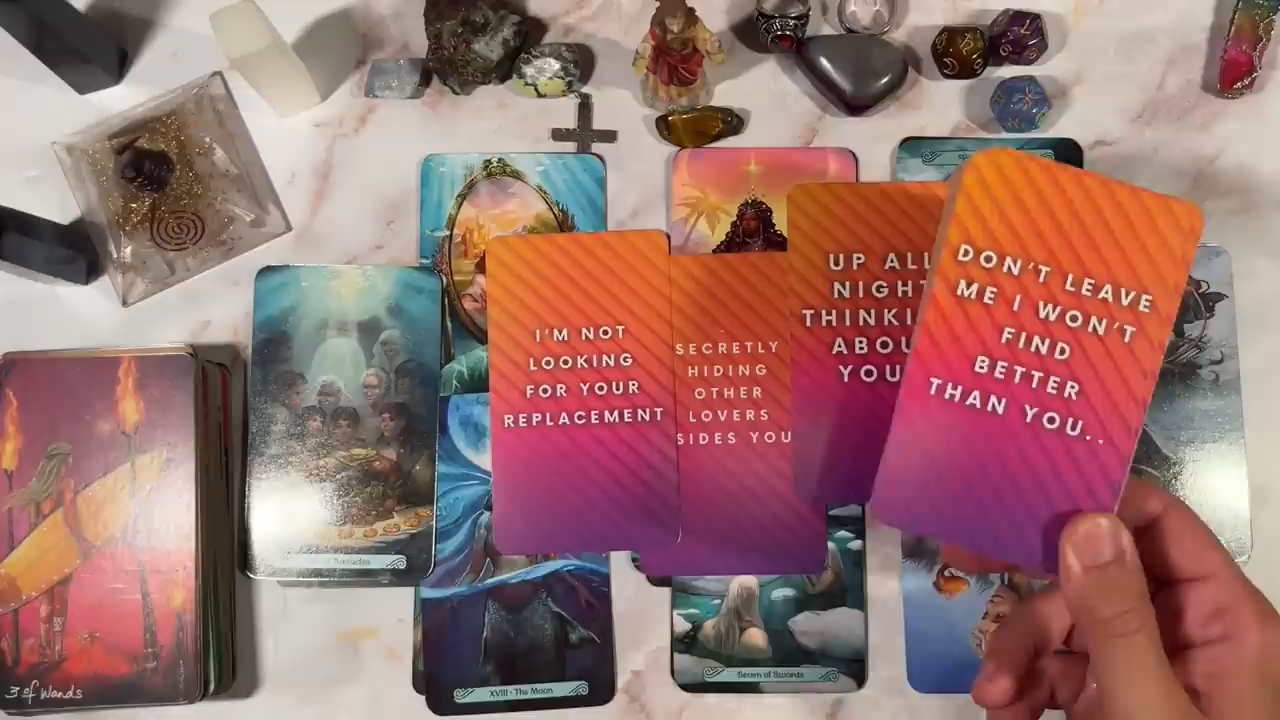 I'M NOT
LOOKING
FOR YOUR
REPLACEMENT
SECRETLY
HIDING
OTHER
LOVERS
SIDES YOU
UP ALL
NIGHT
THINKI
ABOU
YOU
DON'T LEAVE
ME I WON'T
FIND
BETTER
THAN YOU..
3 of Wands
XVIII • The Moon
Seven of Swords